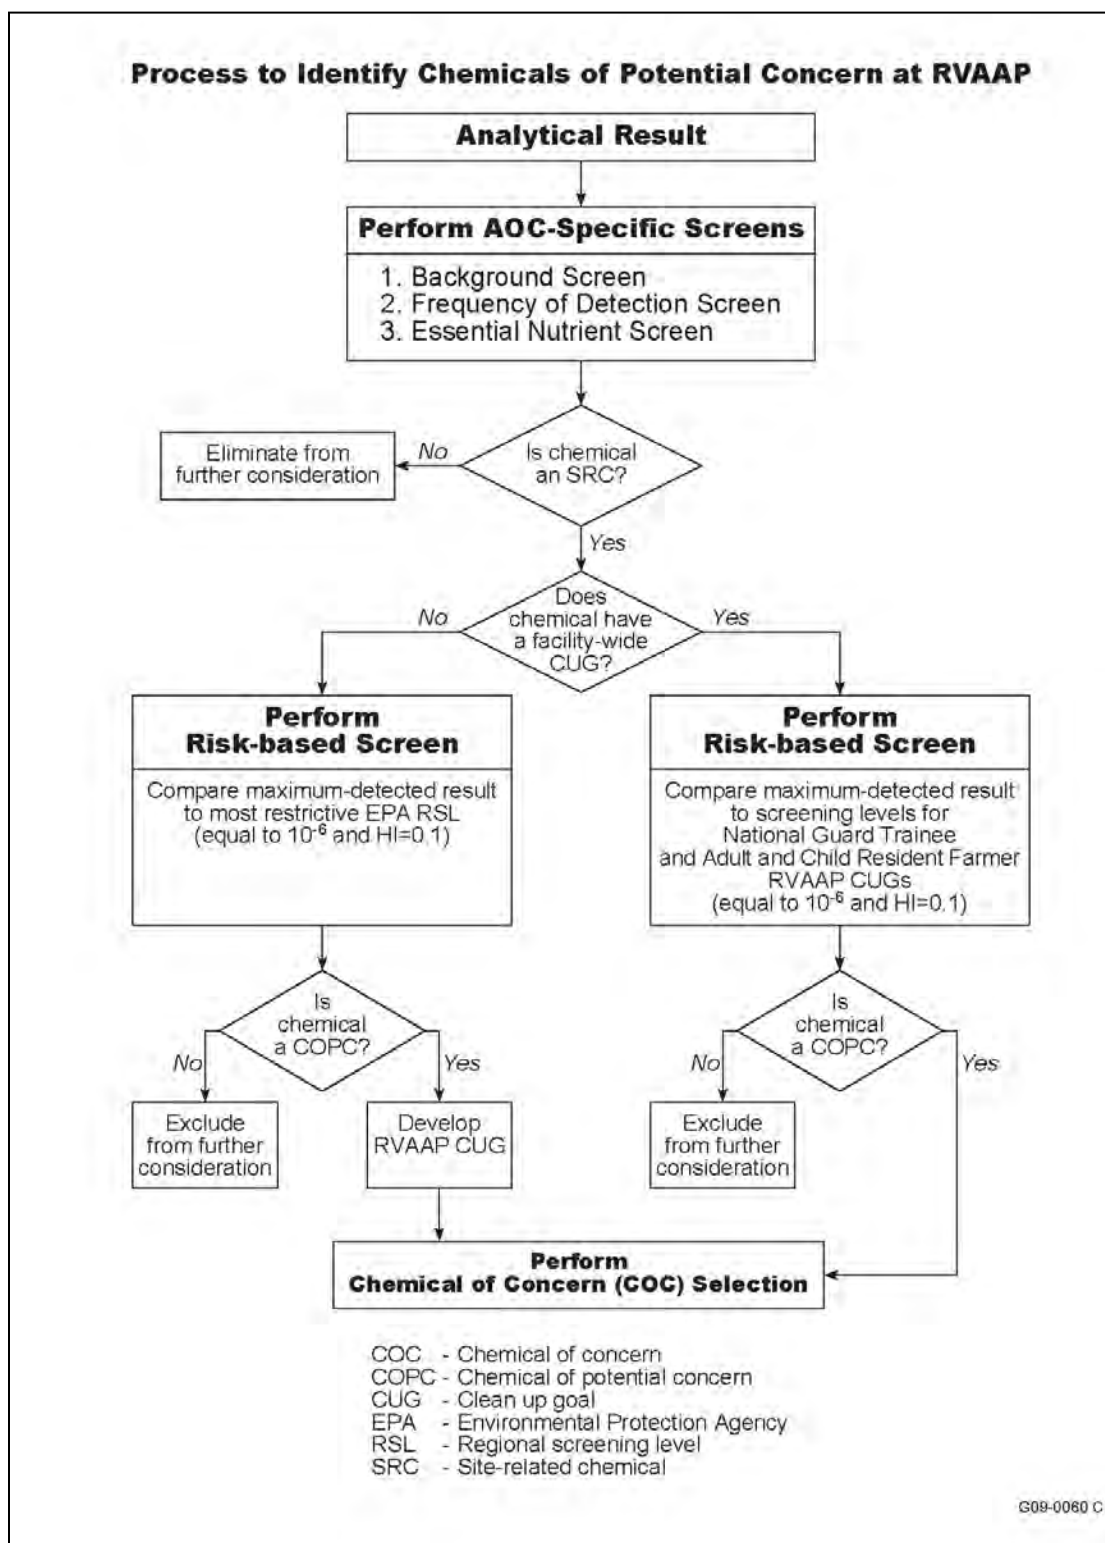 Process to Identify Chemicals of Potential Concern at RVAAP
Analytical Result
Perform AOC-Specific Screens
1. Background Screen
2. Frequency of Detection Screen
3. Essential Nutrient Screen
Is chemical
an SRC?
No
Eliminate from
further consideration
Yes
Does
chemical have
a facility-wide
CUG?
No
Yes
Perform
Risk-based Screen
Compare maximum-detected result
to most restrictive EPA RSL
(equal to 10⁻⁶ and HI=0.1)
Perform
Risk-based Screen
Compare maximum-detected result
to screening levels for
National Guard Trainee
and Adult and Child Resident Farmer
RVAAP CUGs
(equal to 10⁻⁶ and HI=0.1)
Is
chemical
a COPC?
No
Yes
Exclude
from further
consideration
Develop
RVAAP CUG
Is
chemical
a COPC?
No
Yes
Exclude
from further
consideration
Perform
Chemical of Concern (COC) Selection
COC - Chemical of concern
COPC - Chemical of potential concern
CUG - Clean up goal
EPA - Environmental Protection Agency
RSL - Regional screening level
SRC - Site-related chemical
G09-0060 C